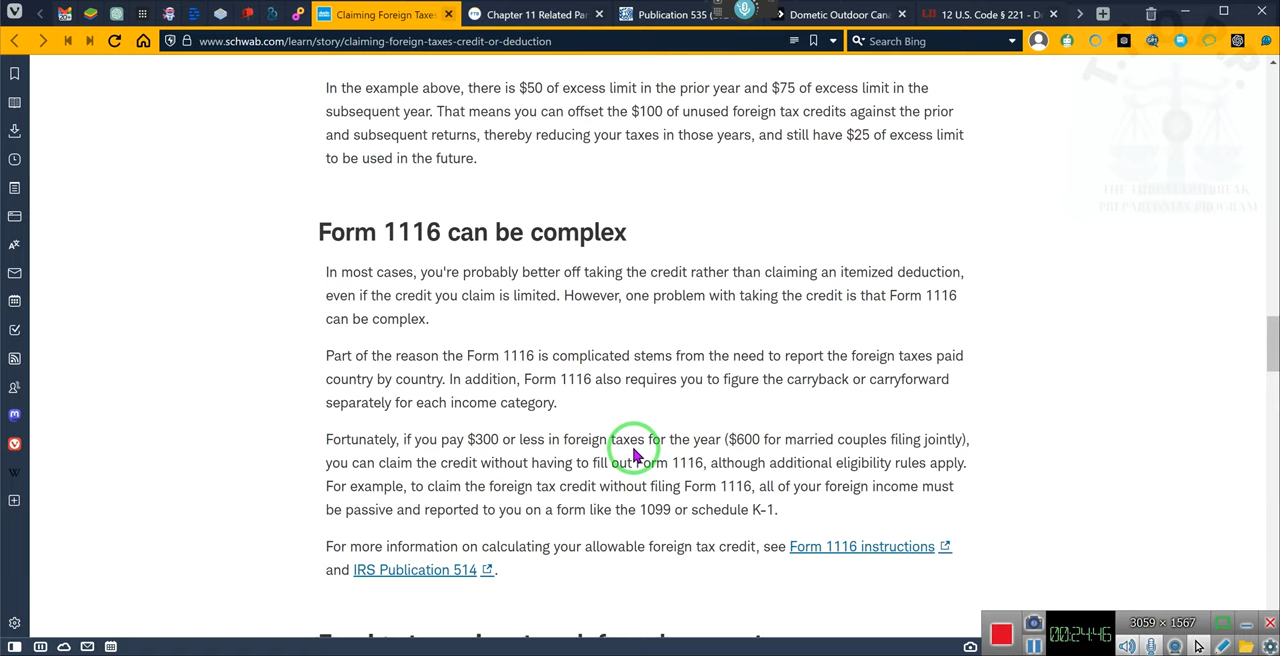 Claiming Foreign Taxes
Chapter 11 Related Par
Publication 535 (
Dometic Outdoor Cana
12 U.S. Code § 221 - De
www.schwab.com/learn/story/claiming-foreign-taxes-credit-or-deduction
Search Bing
In the example above, there is $50 of excess limit in the prior year and $75 of excess limit in the
subsequent year. That means you can offset the $100 of unused foreign tax credits against the prior
and subsequent returns, thereby reducing your taxes in those years, and still have $25 of excess limit
to be used in the future.
THE THREAT OUTBREAK
PREPAREDNESS PROGRAM
Form 1116 can be complex
In most cases, you're probably better off taking the credit rather than claiming an itemized deduction,
even if the credit you claim is limited. However, one problem with taking the credit is that Form 1116
can be complex.
Part of the reason the Form 1116 is complicated stems from the need to report the foreign taxes paid
country by country. In addition, Form 1116 also requires you to figure the carryback or carryforward
separately for each income category.
Fortunately, if you pay $300 or less in foreign taxes for the year ($600 for married couples filing jointly),
you can claim the credit without having to fill out Form 1116, although additional eligibility rules apply.
For example, to claim the foreign tax credit without filing Form 1116, all of your foreign income must
be passive and reported to you on a form like the 1099 or schedule K-1.
For more information on calculating your allowable foreign tax credit, see Form 1116 instructions
and IRS Publication 514.
3059 × 1567
00:24:46